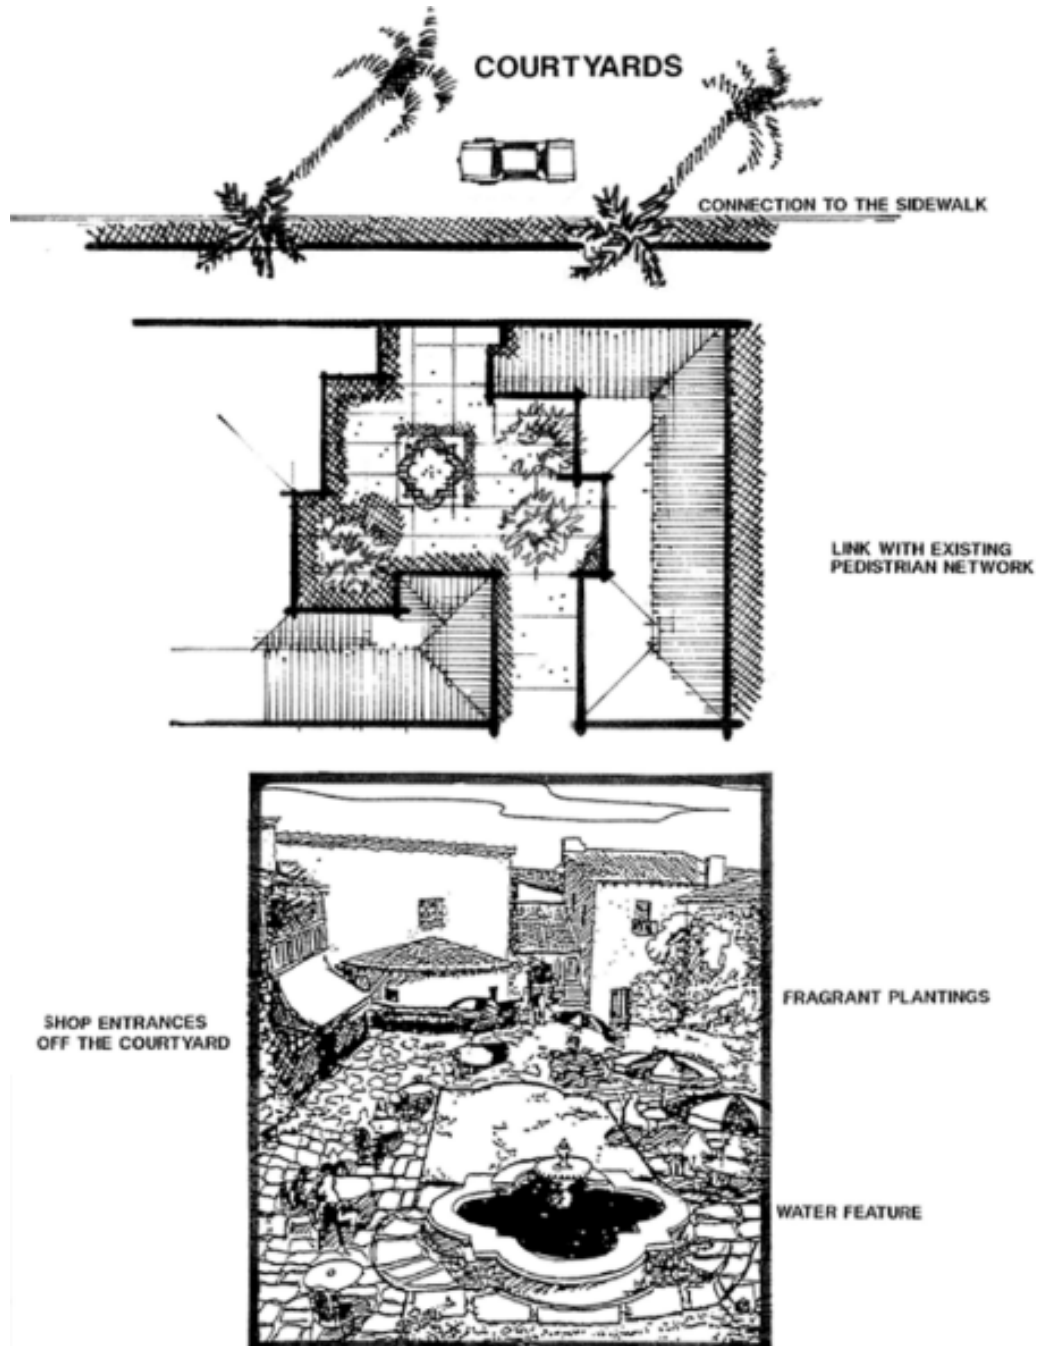 COURTYARDS
CONNECTION TO THE SIDEWALK
LINK WITH EXISTING
PEDISTRIAN NETWORK
FRAGRANT PLANTINGS
SHOP ENTRANCES
OFF THE COURTYARD
WATER FEATURE